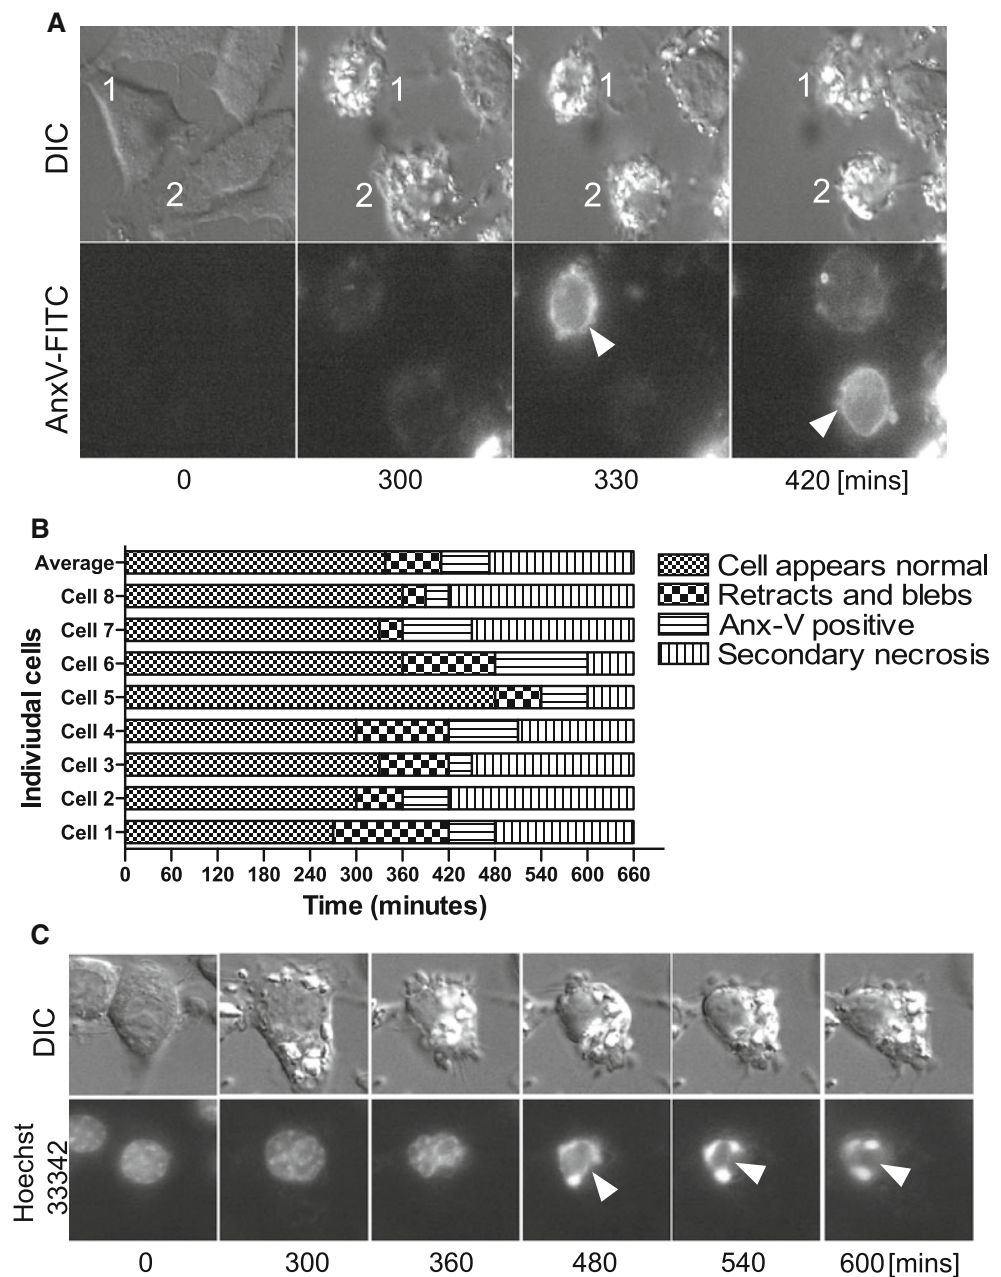 A
DIC
1
2
1
2
1
2
1
2
AnxV-FITC
0 300 330 420 [mins]
B
Indiviudal cells
Average
Cell 8
Cell 7
Cell 6
Cell 5
Cell 4
Cell 3
Cell 2
Cell 1
0 60 120 180 240 300 360 420 480 540 600 660
Time (minutes)
Cell appears normal
Retracts and blebs
Anx-V positive
Secondary necrosis
C
DIC
Hoechst
33342
0 300 360 480 540 600 [mins]